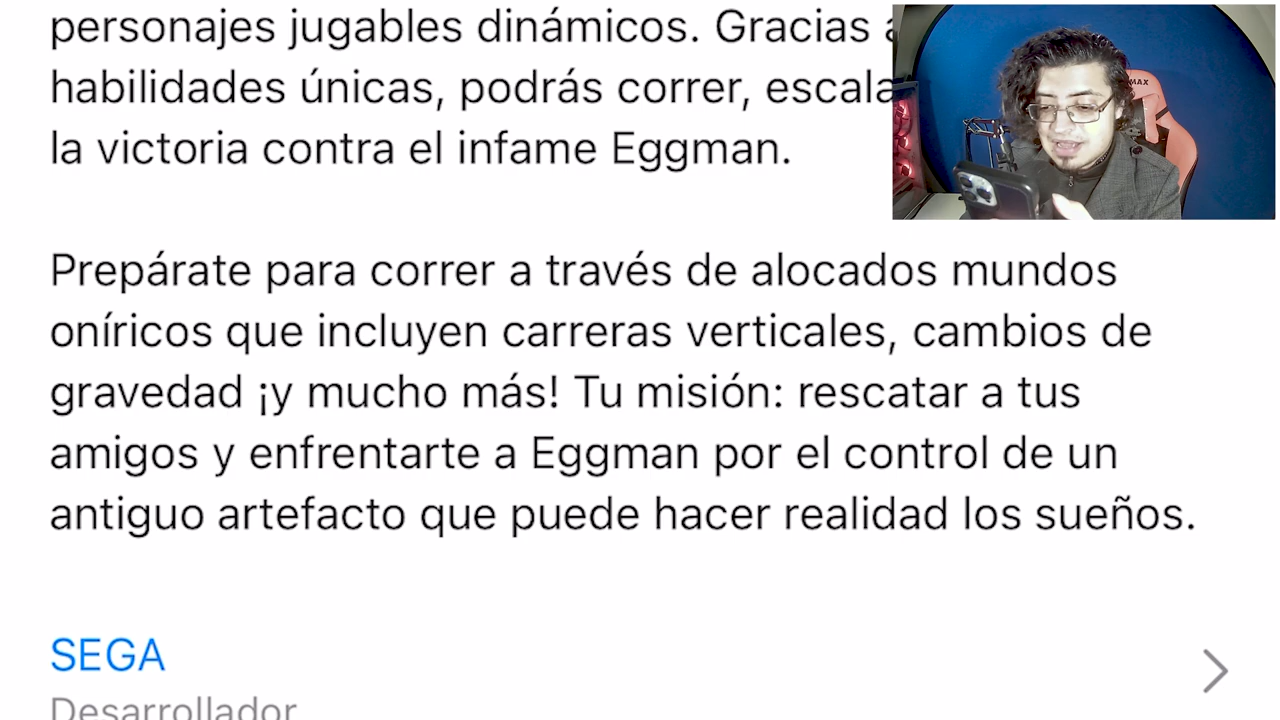 personajes jugables dinámicos. Gracias
habilidades únicas, podrás correr,
la victoria contra el infame Eggman.
Prepárate para correr a través de alocados mundos
oníricos que incluyen carreras verticales, cambios de
gravedad ¡y mucho más! Tu misión: rescatar a tus
amigos y enfrentarte a Eggman por el control de un
antiguo artefacto que puede hacer realidad los sueños.
SEGA
Desarrollador
MAX